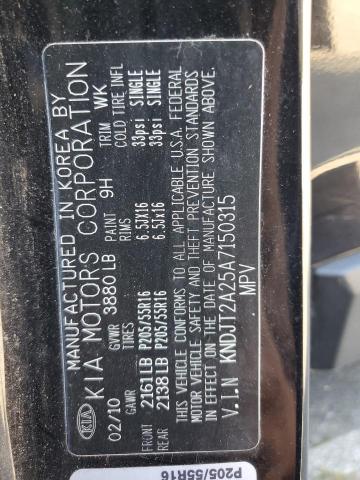 KIA
MANUFACTURED IN KOREA BY
KIA MOTORS CORPORATION
02/10
GVWR 3880 LB
PAINT 9H
TRIM WK
GAWR TIRES RIMS COLD TIRE INFL
FRONT 2161LB P205/55R16 6.5JX16 33psi SINGLE
REAR 2138LB P205/55R16 6.5JX16 33psi SINGLE
THIS VEHICLE CONFORMS TO ALL APPLICABLE U.S.A. FEDERAL
MOTOR VEHICLE SAFETY AND THEFT PREVENTION STANDARDS
IN EFFECT ON THE DATE OF MANUFACTURE SHOWN ABOVE.
V.I.N KNDJT2A25A7150315
MPV
P205/55R16